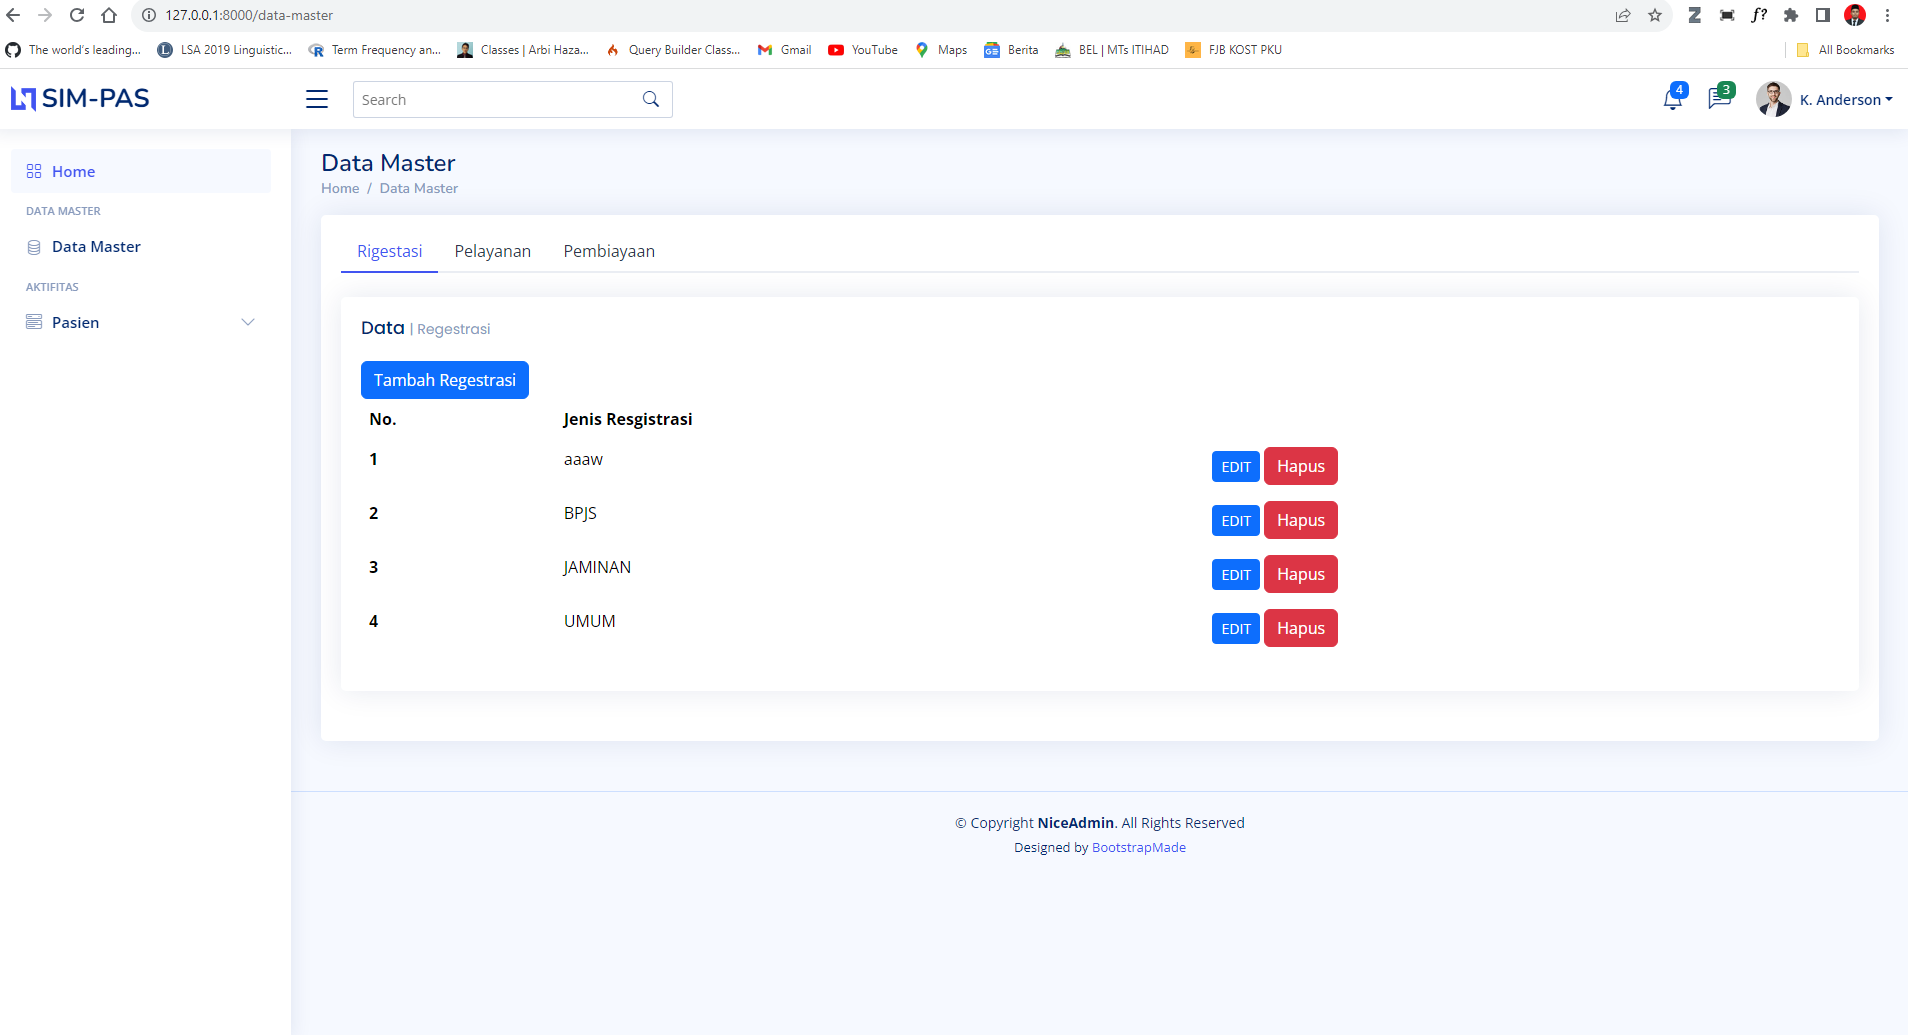 127.0.0.1:8000/data-master
f?
The world's leading... LSA 2019 Linguistic... Term Frequency an... Classes | Arbi Haza... Query Builder Class... Gmail YouTube Maps Berita BEL | MTs ITIHAD FJB KOST PKU All Bookmarks
SIM-PAS
Search
4
3
K. Anderson
Home
DATA MASTER
Data Master
AKTIFITAS
Pasien
Data Master
Home / Data Master
Rigestasi Pelayanan Pembiayaan
Data | Regestrasi
Tambah Regestrasi
No. Jenis Resgistrasi
1 aaaw EDIT Hapus
2 BPJS EDIT Hapus
3 JAMINAN EDIT Hapus
4 UMUM EDIT Hapus
© Copyright NiceAdmin. All Rights Reserved
Designed by BootstrapMade